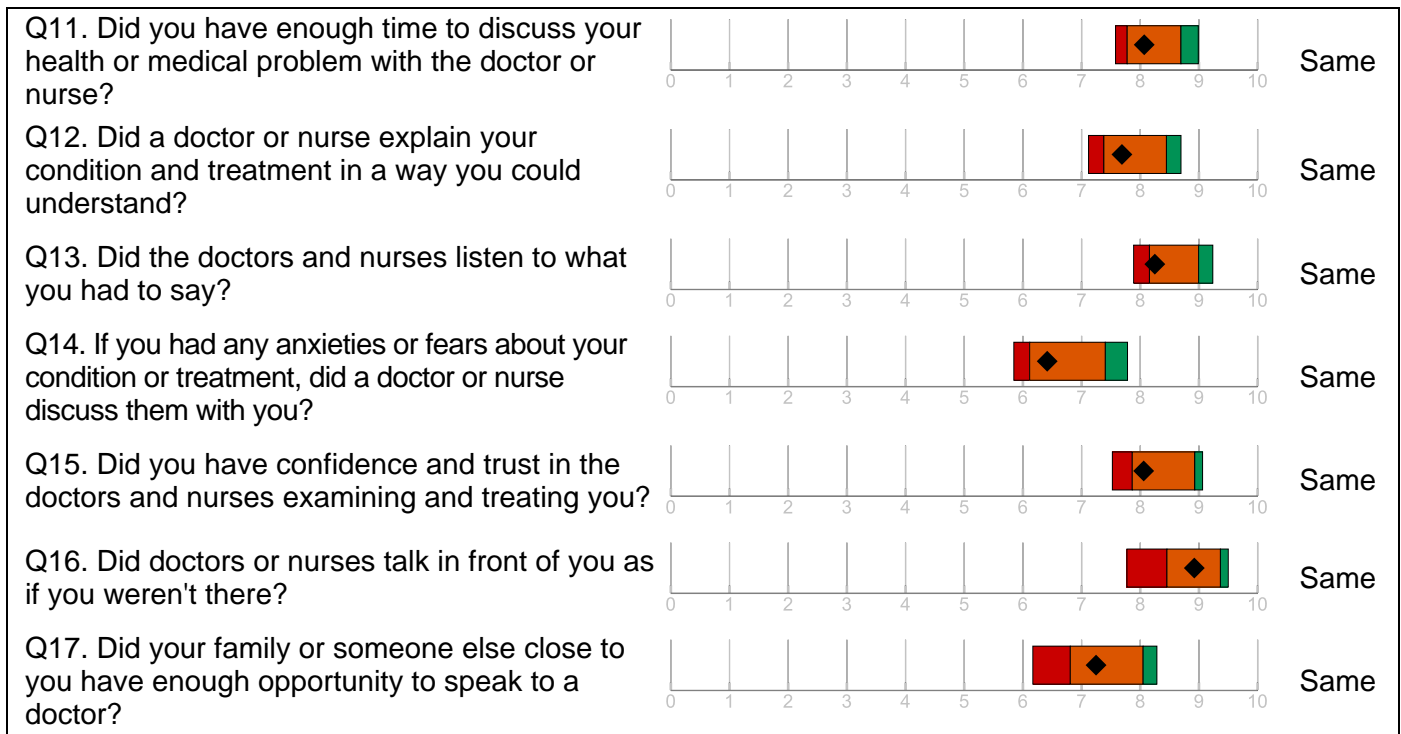 Q11. Did you have enough time to discuss your
health or medical problem with the doctor or
nurse?
0 1 2 3 4 5 6 7 8 9 10
Same
Q12. Did a doctor or nurse explain your
condition and treatment in a way you could
understand?
0 1 2 3 4 5 6 7 8 9 10
Same
Q13. Did the doctors and nurses listen to what
you had to say?
0 1 2 3 4 5 6 7 8 9 10
Same
Q14. If you had any anxieties or fears about your
condition or treatment, did a doctor or nurse
discuss them with you?
0 1 2 3 4 5 6 7 8 9 10
Same
Q15. Did you have confidence and trust in the
doctors and nurses examining and treating you?
0 1 2 3 4 5 6 7 8 9 10
Same
Q16. Did doctors or nurses talk in front of you as
if you weren't there?
0 1 2 3 4 5 6 7 8 9 10
Same
Q17. Did your family or someone else close to
you have enough opportunity to speak to a
doctor?
0 1 2 3 4 5 6 7 8 9 10
Same